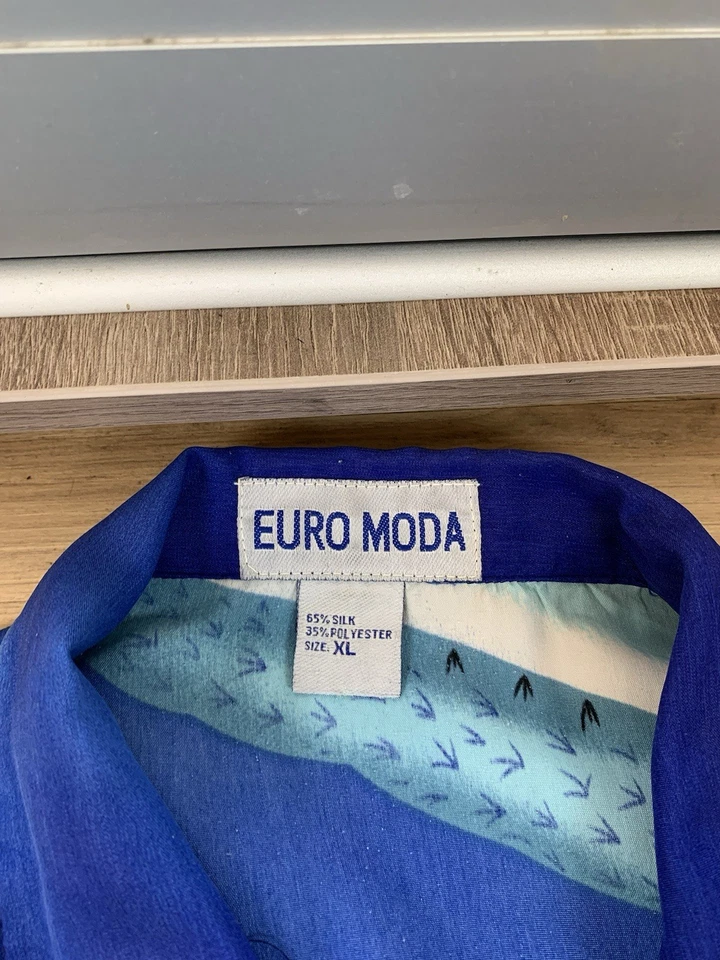 EURO MODA
65% SILK
35% POLYESTER
SIZE. XL